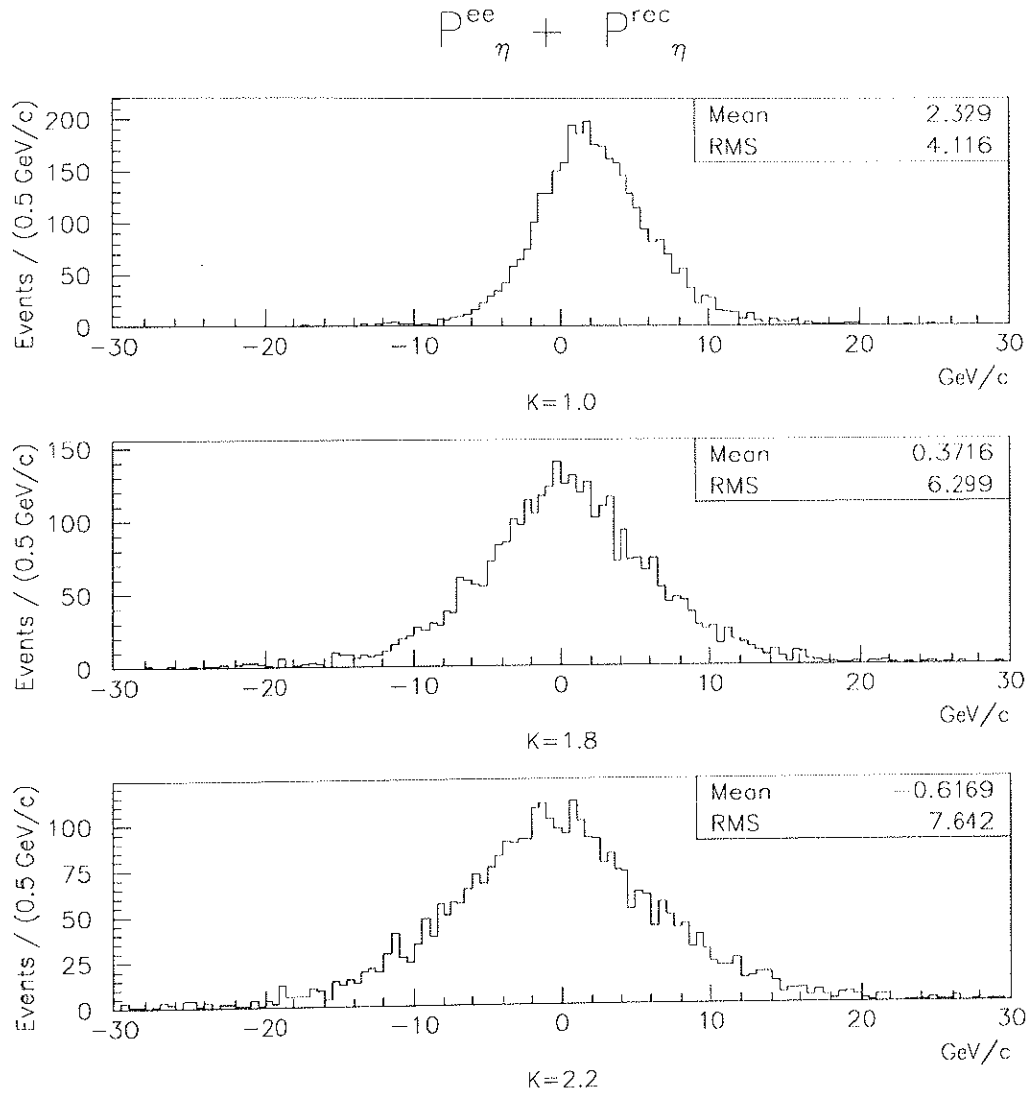 P^ee_η + P^rec_η
Events / (0.5 GeV/c)
200
150
100
50
0
Mean 2.329
RMS 4.116
-30 -20 -10 0 10 20 30
GeV/c
K=1.0
Events / (0.5 GeV/c)
150
100
50
0
Mean 0.3716
RMS 6.299
-30 -20 -10 0 10 20 30
GeV/c
K=1.8
Events / (0.5 GeV/c)
100
75
50
25
0
Mean -0.6169
RMS 7.642
-30 -20 -10 0 10 20 30
GeV/c
K=2.2